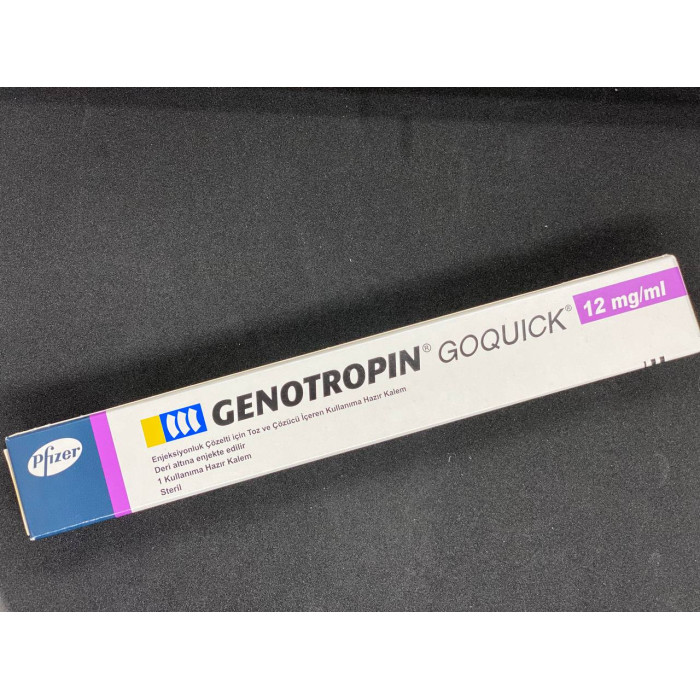 Pfizer
GENOTROPIN® GOQUICK® 12 mg/ml
Enjeksiyonluk Çözelti için Toz ve Çözücü İçeren Kullanıma Hazır Kalem
Deri altına enjekte edilir
1 Kullanıma Hazır Kalem
Steril